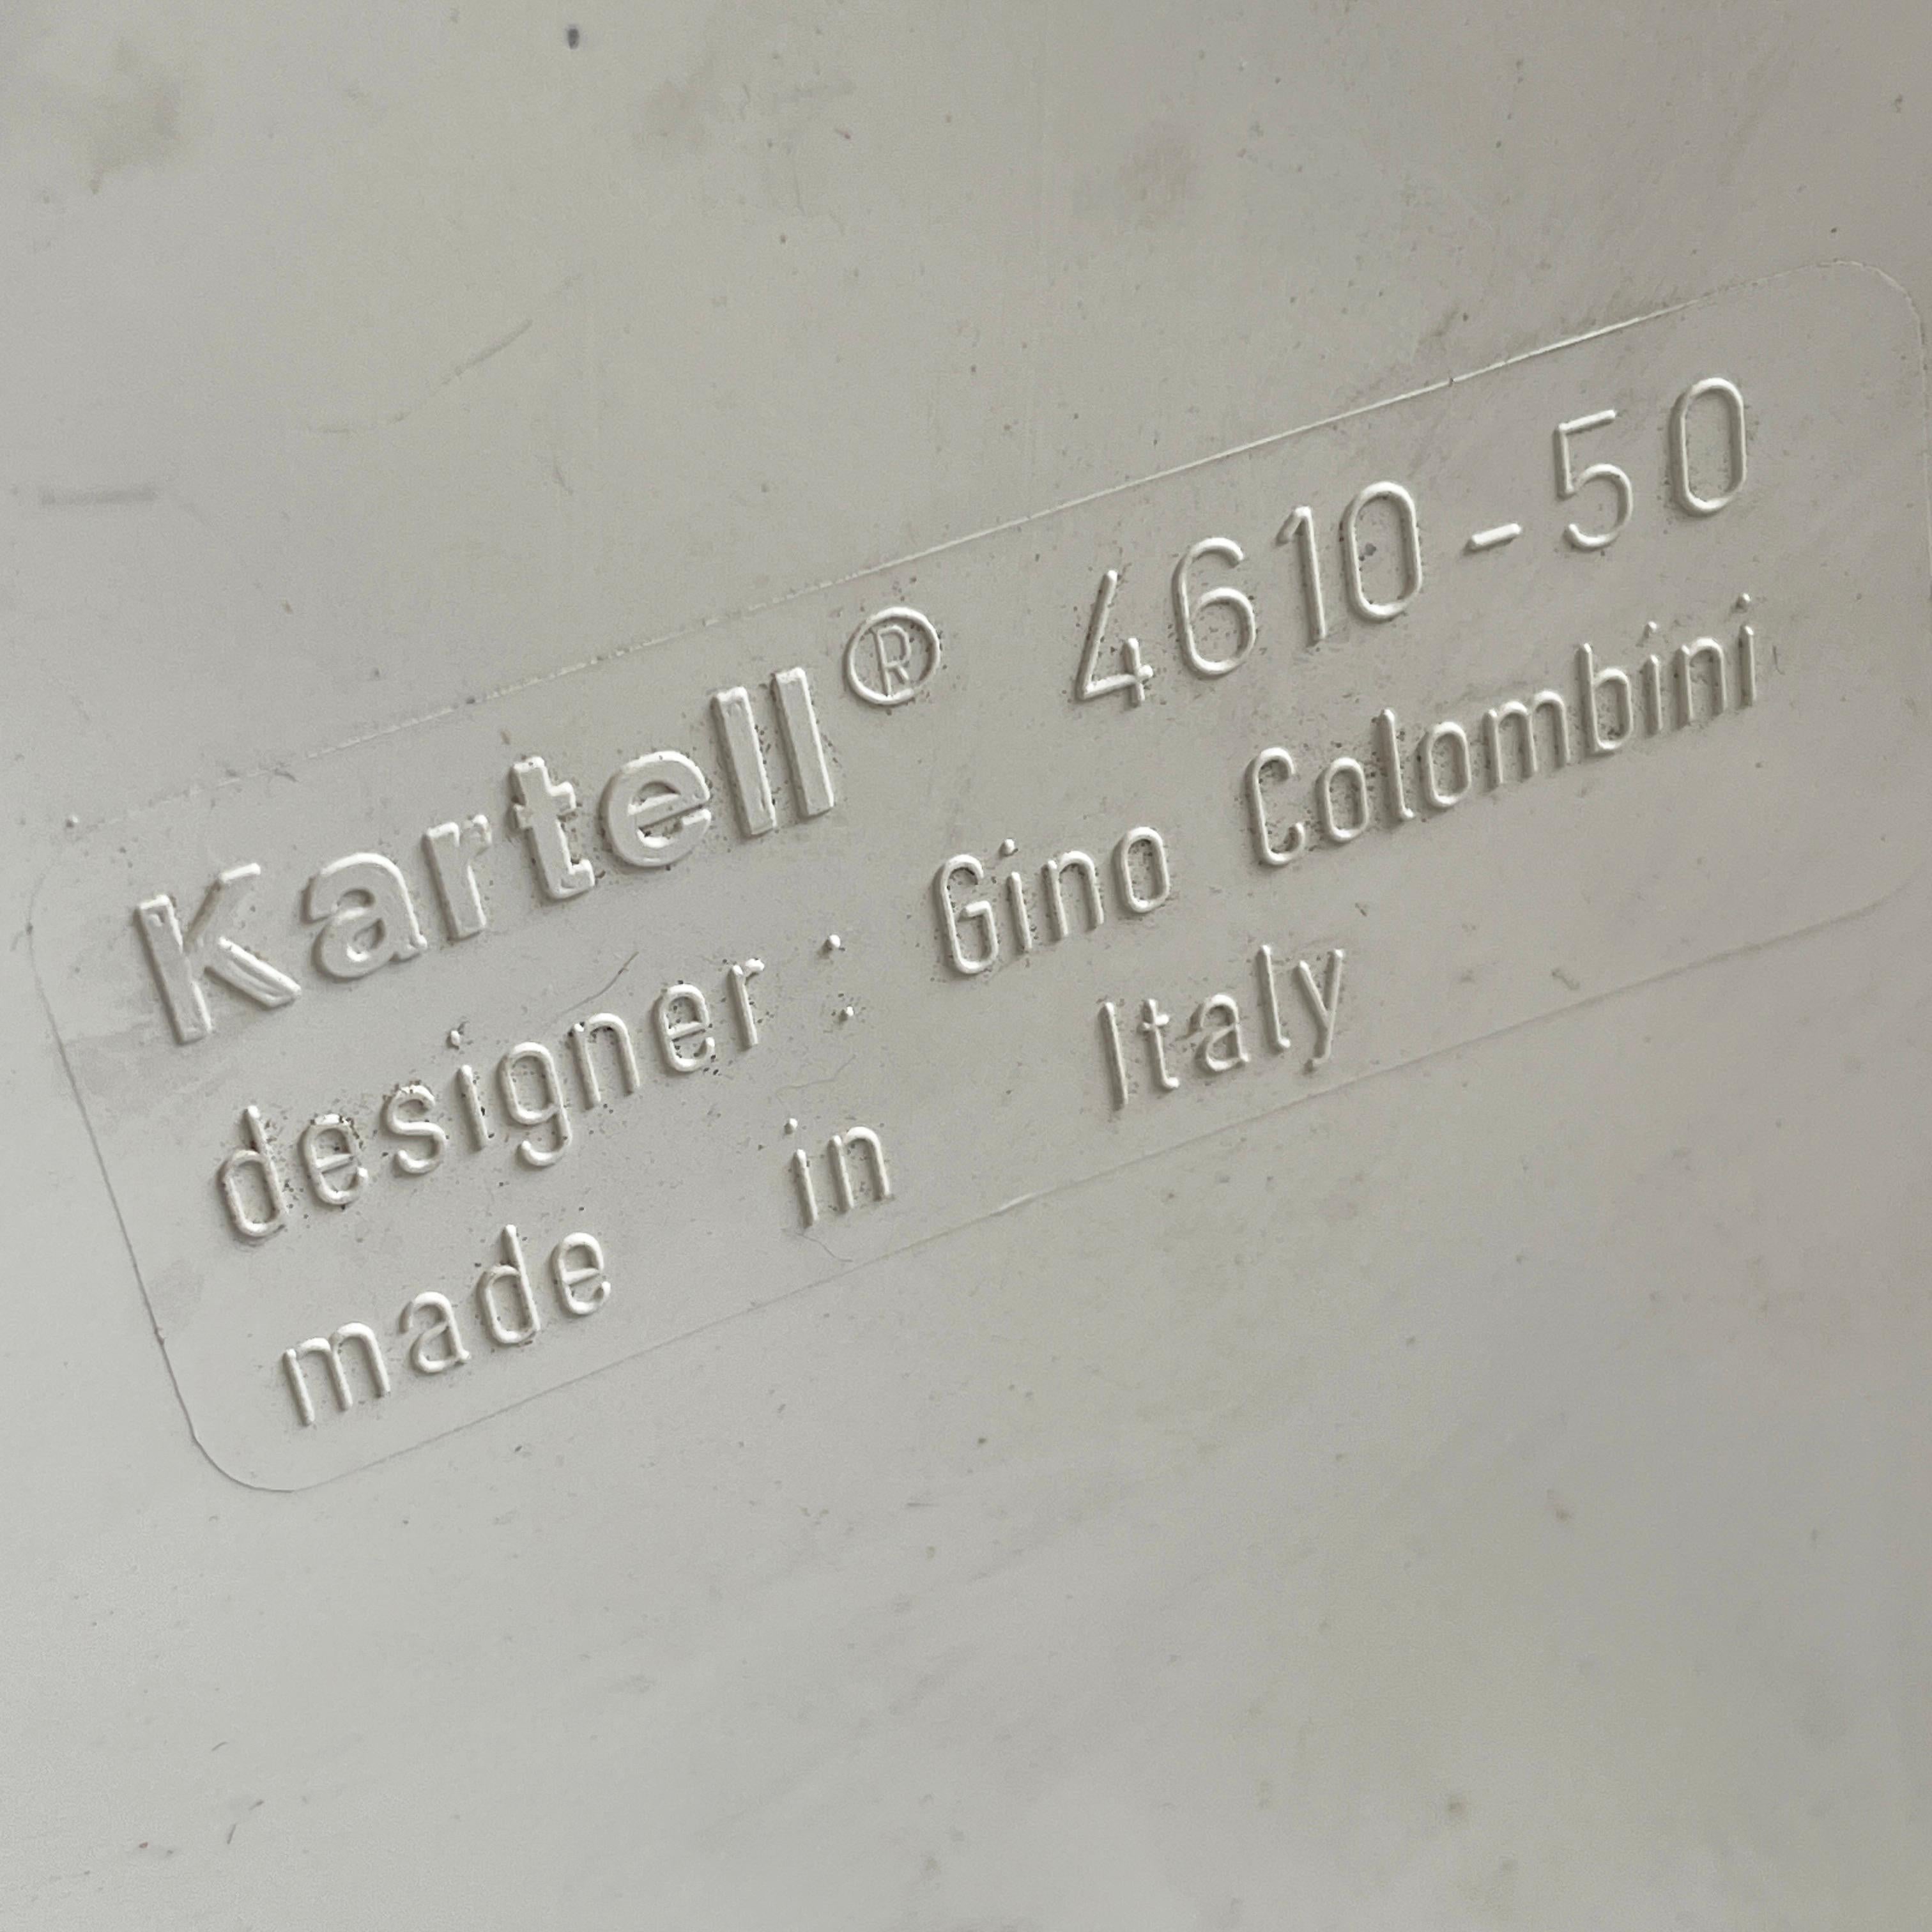 Kartell® 4610-50
designer: Gino Colombini
made in Italy